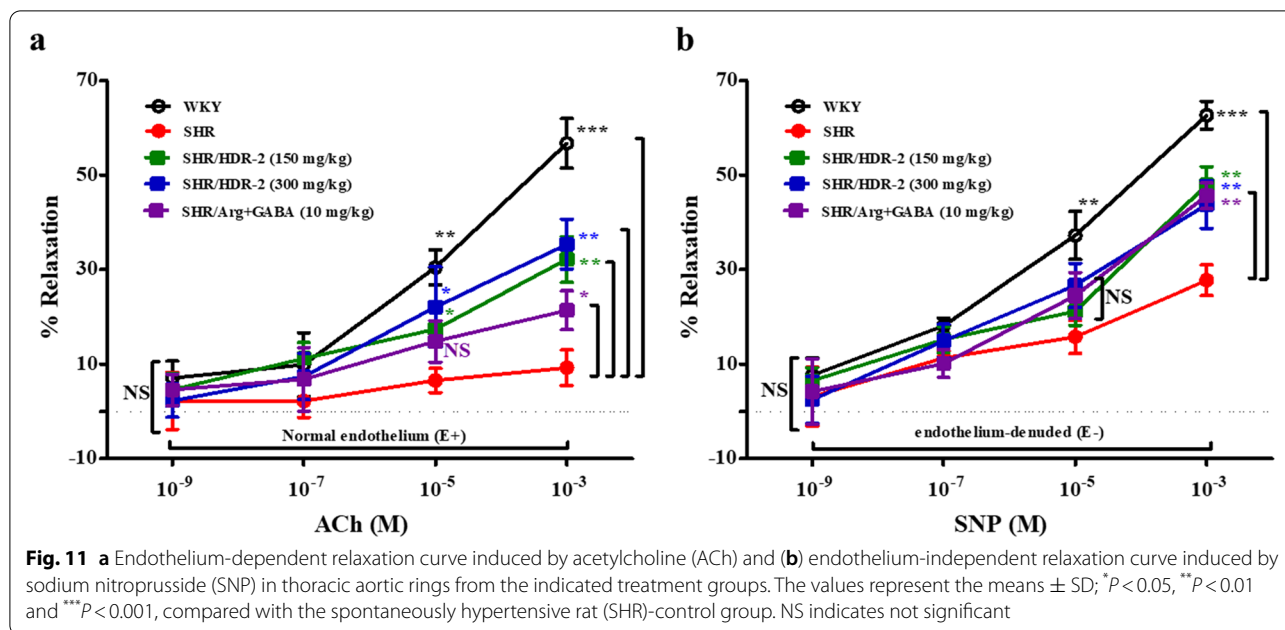 a
70
50
30
10
-10
% Relaxation
WKY
SHR
SHR/HDR-2 (150 mg/kg)
SHR/HDR-2 (300 mg/kg)
SHR/Arg+GABA (10 mg/kg)
***
**
**
**
*
*
*
NS
NS
Normal endothelium (E+)
10⁻⁹ 10⁻⁷ 10⁻⁵ 10⁻³
ACh (M)
b
70
50
30
10
-10
% Relaxation
WKY
SHR
SHR/HDR-2 (150 mg/kg)
SHR/HDR-2 (300 mg/kg)
SHR/Arg+GABA (10 mg/kg)
***
**
**
**
**
NS
NS
endothelium-denuded (E-)
10⁻⁹ 10⁻⁷ 10⁻⁵ 10⁻³
SNP (M)
Fig. 11 a Endothelium-dependent relaxation curve induced by acetylcholine (ACh) and (b) endothelium-independent relaxation curve induced by
sodium nitroprusside (SNP) in thoracic aortic rings from the indicated treatment groups. The values represent the means ± SD; *P < 0.05, **P < 0.01
and ***P < 0.001, compared with the spontaneously hypertensive rat (SHR)-control group. NS indicates not significant